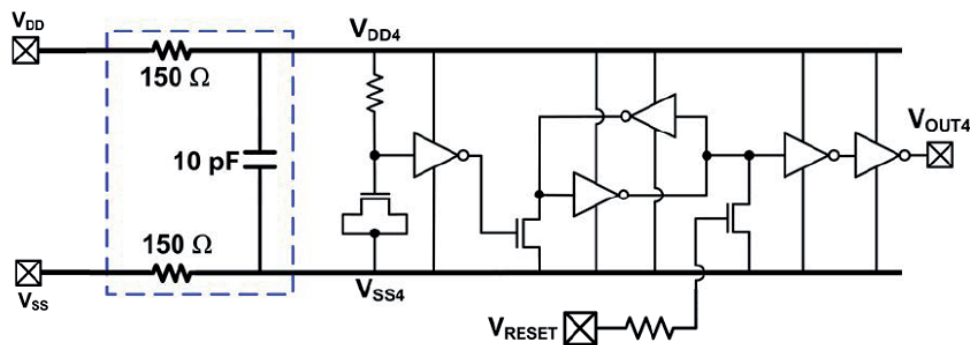 VDD
150 Ω
10 pF
150 Ω
VSS
VDD4
VSS4
VRESET
VOUT4